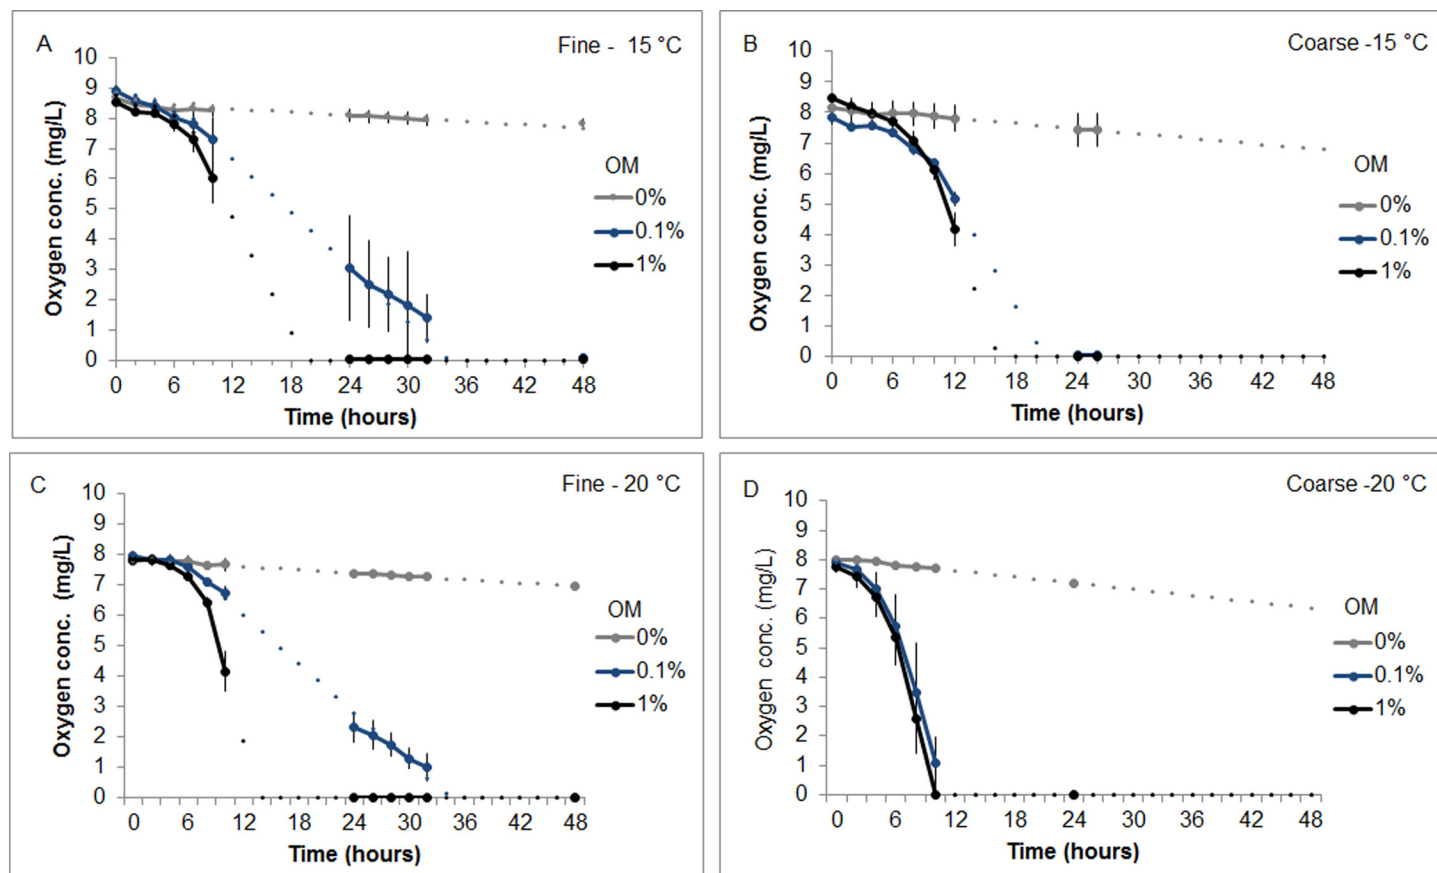 A
Fine - 15 °C
10
9
8
7
6
5
4
3
2
1
0
Oxygen conc. (mg/L)
0 6 12 18 24 30 36 42 48
Time (hours)
OM
0%
0.1%
1%
B
Coarse -15 °C
10
9
8
7
6
5
4
3
2
1
0
Oxygen conc. (mg/L)
0 6 12 18 24 30 36 42 48
Time (hours)
OM
0%
0.1%
1%
C
Fine - 20 °C
10
9
8
7
6
5
4
3
2
1
0
Oxygen conc. (mg/L)
0 6 12 18 24 30 36 42 48
Time (hours)
OM
0%
0.1%
1%
D
Coarse -20 °C
10
9
8
7
6
5
4
3
2
1
0
Oxygen conc. (mg/L)
0 6 12 18 24 30 36 42 48
Time (hours)
OM
0%
0.1%
1%